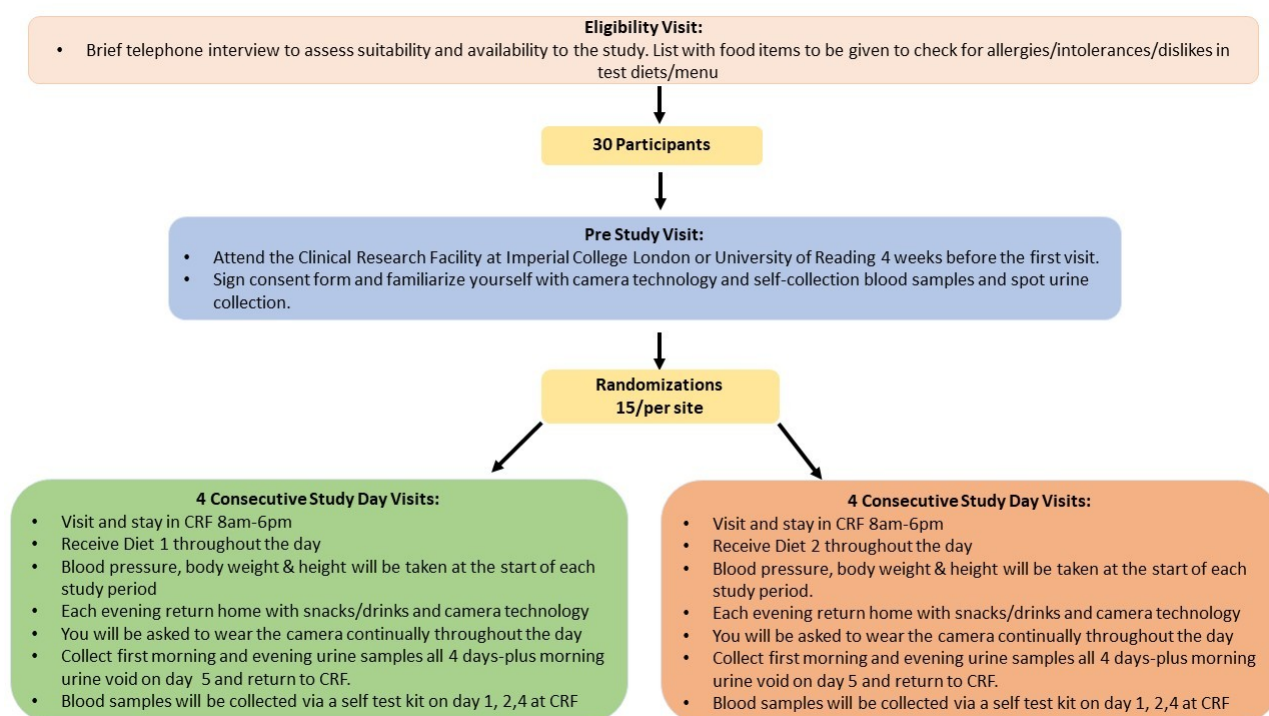 Eligibility Visit:
• Brief telephone interview to assess suitability and availability to the study. List with food items to be given to check for allergies/intolerances/dislikes in
test diets/menu
30 Participants
Pre Study Visit:
• Attend the Clinical Research Facility at Imperial College London or University of Reading 4 weeks before the first visit.
• Sign consent form and familiarize yourself with camera technology and self-collection blood samples and spot urine
collection.
Randomizations
15/per site
4 Consecutive Study Day Visits:
• Visit and stay in CRF 8am-6pm
• Receive Diet 1 throughout the day
• Blood pressure, body weight & height will be taken at the start of each
study period
• Each evening return home with snacks/drinks and camera technology
• You will be asked to wear the camera continually throughout the day
• Collect first morning and evening urine samples all 4 days-plus morning
urine void on day 5 and return to CRF.
• Blood samples will be collected via a self test kit on day 1, 2,4 at CRF
4 Consecutive Study Day Visits:
• Visit and stay in CRF 8am-6pm
• Receive Diet 2 throughout the day
• Blood pressure, body weight & height will be taken at the start of each
study period.
• Each evening return home with snacks/drinks and camera technology
• You will be asked to wear the camera continually throughout the day
• Collect first morning and evening urine samples all 4 days-plus morning
urine void on day 5 and return to CRF.
• Blood samples will be collected via a self test kit on day 1, 2,4 at CRF